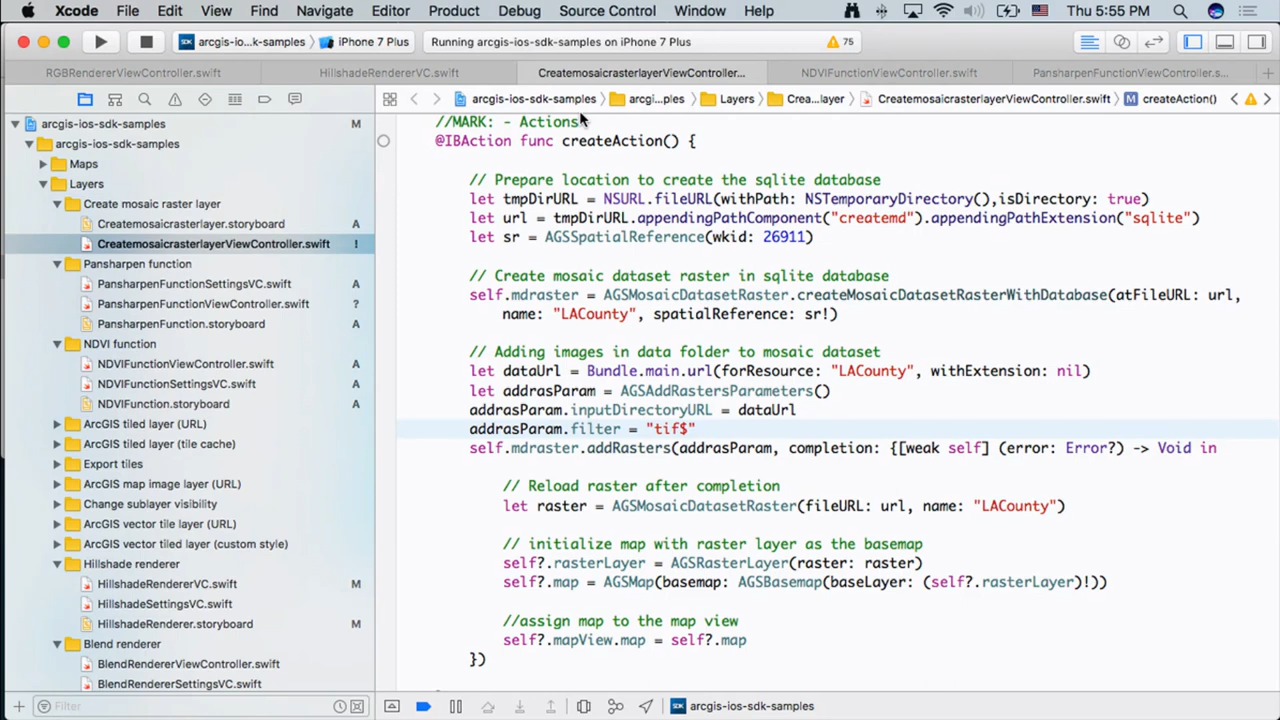 Xcode File Edit View Find Navigate Editor Product Debug Source Control Window Help Thu 5:55 PM
arcgis-io...k-samples iPhone 7 Plus Running arcgis-ios-sdk-samples on iPhone 7 Plus 75
RGBRendererViewController.swift HillshadeRendererVC.swift CreatemosaicrasterlayerViewController... NDVIFunctionViewController.swift PansharpenFunctionViewController.s...
arcgis-ios-sdk-samples arcgi...ples Layers Crea...layer CreatemosaicrasterlayerViewController.swift M createAction()
arcgis-ios-sdk-samples M
arcgis-ios-sdk-samples
Maps
Layers
Create mosaic raster layer
Createmosaicrasterlayer.storyboard A
CreatemosaicrasterlayerViewController.swift !
Pansharpen function
PansharpenFunctionSettingsVC.swift A
PansharpenFunctionViewController.swift ?
PansharpenFunction.storyboard A
NDVI function
NDVIFunctionViewController.swift A
NDVIFunctionSettingsVC.swift A
NDVIFunction.storyboard A
ArcGIS tiled layer (URL)
ArcGIS tiled layer (tile cache)
Export tiles
ArcGIS map image layer (URL)
Change sublayer visibility
ArcGIS vector tile layer (URL)
ArcGIS vector tiled layer (custom style)
Hillshade renderer
HillshadeRendererVC.swift M
HillshadeSettingsVC.swift
HillshadeRenderer.storyboard M
Blend renderer
BlendRendererViewController.swift
BlendRendererSettingsVC.swift
Filter
//MARK: - Actions
@IBAction func createAction() {
// Prepare location to create the sqlite database
let tmpDirURL = NSURL.fileURL(withPath: NSTemporaryDirectory(),isDirectory: true)
let url = tmpDirURL.appendingPathComponent("createmd").appendingPathExtension("sqlite")
let sr = AGSSpatialReference(wkid: 26911)
// Create mosaic dataset raster in sqlite database
self.mdraster = AGSMosaicDatasetRaster.createMosaicDatasetRasterWithDatabase(atFileURL: url,
name: "LACounty", spatialReference: sr!)
// Adding images in data folder to mosaic dataset
let dataUrl = Bundle.main.url(forResource: "LACounty", withExtension: nil)
let addrasParam = AGSAddRastersParameters()
addrasParam.inputDirectoryURL = dataUrl
addrasParam.filter = "tif$"
self.mdraster.addRasters(addrasParam, completion: {[weak self] (error: Error?) -> Void in
// Reload raster after completion
let raster = AGSMosaicDatasetRaster(fileURL: url, name: "LACounty")
// initialize map with raster layer as the basemap
self?.rasterLayer = AGSRasterLayer(raster: raster)
self?.map = AGSMap(basemap: AGSBasemap(baseLayer: (self?.rasterLayer)!))
//assign map to the map view
self?.mapView.map = self?.map
})
SDK arcgis-ios-sdk-samples